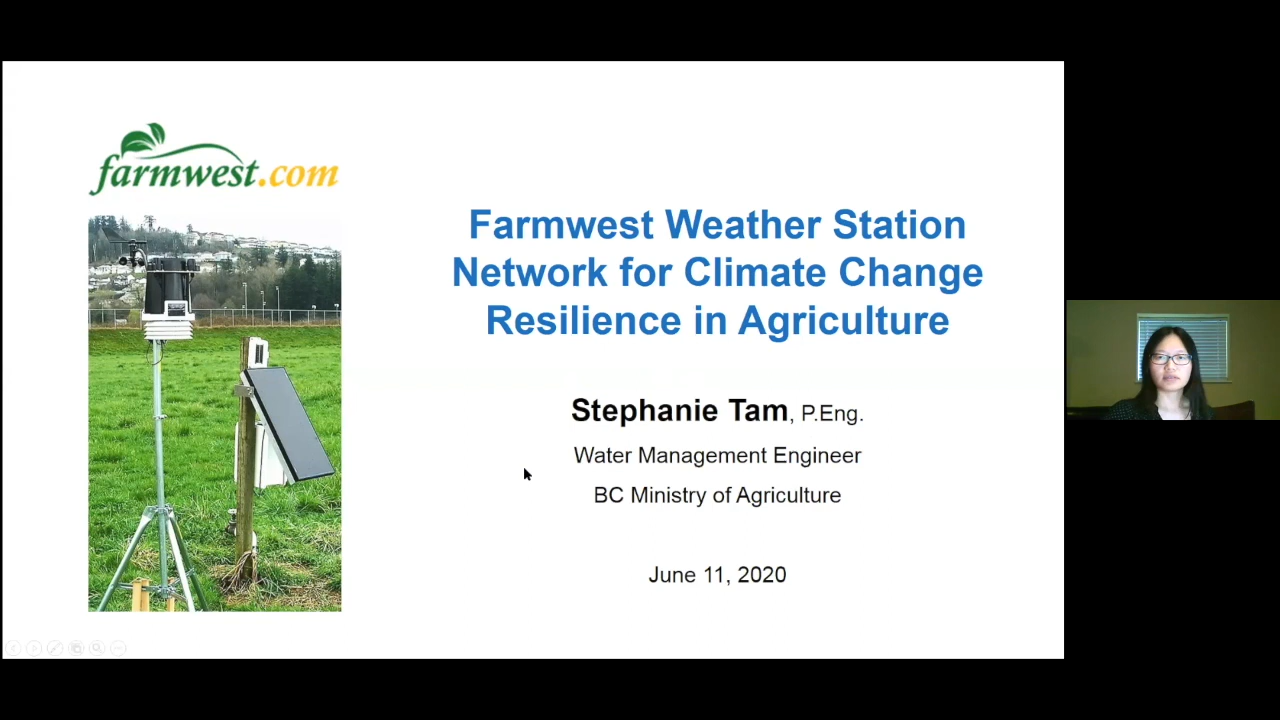 farmwest.com
Farmwest Weather Station
Network for Climate Change
Resilience in Agriculture
Stephanie Tam, P.Eng.
Water Management Engineer
BC Ministry of Agriculture
June 11, 2020